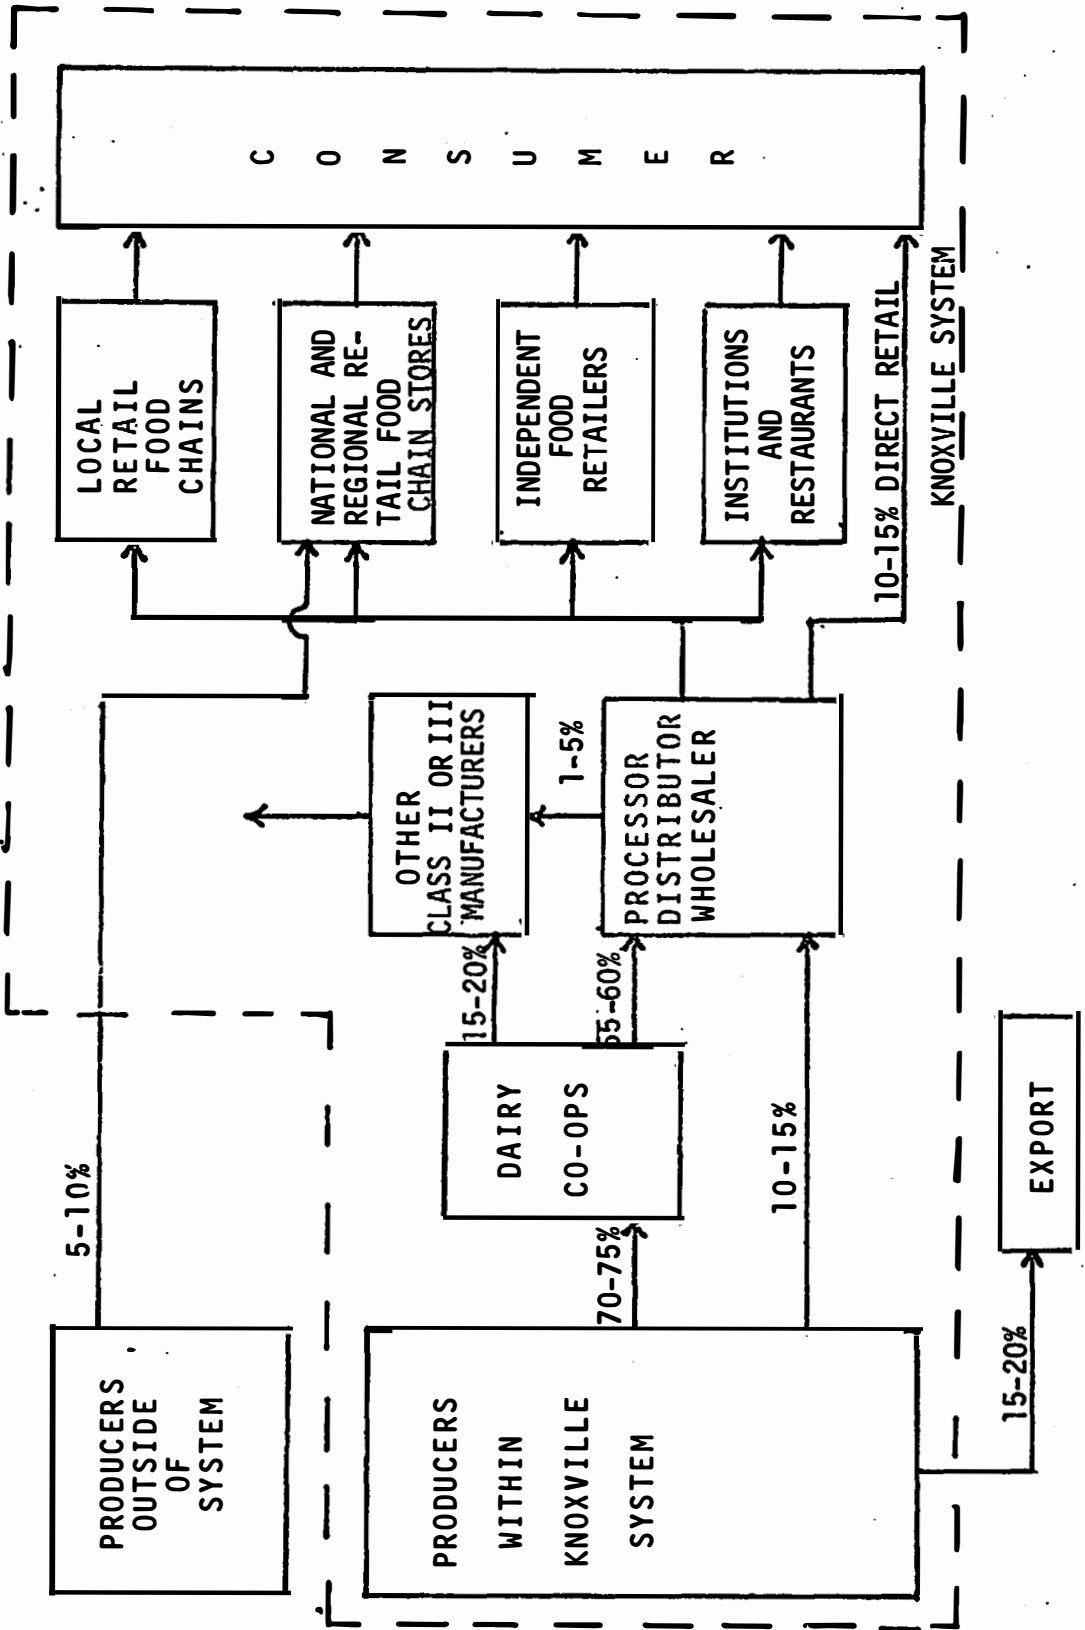 PRODUCERS
OUTSIDE
OF
SYSTEM
5-10%
PRODUCERS
WITHIN
KNOXVILLE
SYSTEM
70-75%
10-15%
15-20%
EXPORT
DAIRY
CO-OPS
15-20%
55-60%
OTHER
CLASS II OR III
MANUFACTURERS
1-5%
PROCESSOR
DISTRIBUTOR
WHOLESALER
LOCAL
RETAIL
FOOD
CHAINS
NATIONAL AND
REGIONAL RE-
TAIL FOOD
CHAIN STORES
INDEPENDENT
FOOD
RETAILERS
INSTITUTIONS
AND
RESTAURANTS
10-15% DIRECT RETAIL
KNOXVILLE SYSTEM
C
O
N
S
U
M
E
R